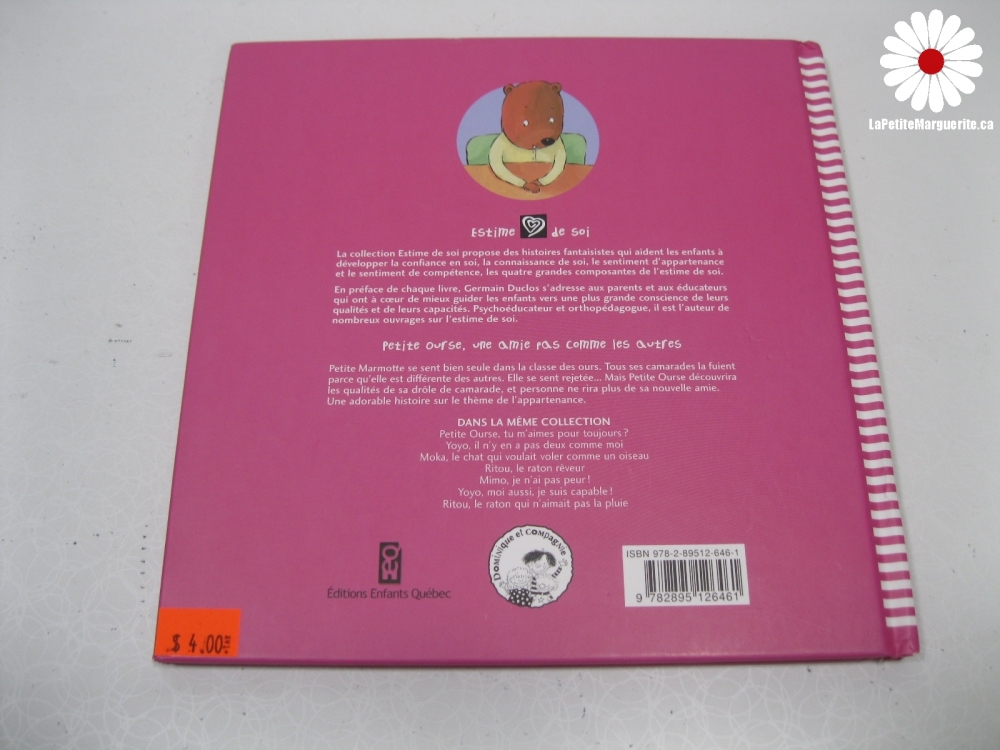 LaPetiteMarguerite.ca
Estime de soi
La collection Estime de soi propose des histoires fantaisistes qui aident les enfants à
développer la confiance en soi, la connaissance de soi, le sentiment d'appartenance
et le sentiment de compétence, les quatre grandes composantes de l'estime de soi.
En préface de chaque livre, Germain Duclos s'adresse aux parents et aux éducateurs
qui ont à cœur de mieux guider les enfants vers une plus grande conscience de leurs
qualités et de leurs capacités. Psychoéducateur et orthopédagogue, il est l'auteur de
nombreux ouvrages sur l'estime de soi.
Petite Ourse, une amie pas comme les autres
Petite Marmotte se sent bien seule dans la classe des ours. Tous ses camarades la fuient
parce qu'elle est différente des autres. Elle se sent rejetée... Mais Petite Ourse découvrira
les qualités de sa drôle de camarade, et personne ne rira plus de sa nouvelle amie.
Une adorable histoire sur le thème de l'appartenance.
DANS LA MÊME COLLECTION
Petite Ourse, tu m'aimes pour toujours ?
Yoyo, il n'y en a pas deux comme moi
Moka, le chat qui voulait voler comme un oiseau
Ritou, le raton rêveur
Mimo, je n'ai pas peur !
Yoyo, moi aussi, je suis capable !
Ritou, le raton qui n'aimait pas la pluie
Éditions Enfants Québec
Dominique et compagnie
ISBN 978-2-89512-646-1
9 782895 126461
$ 4.00